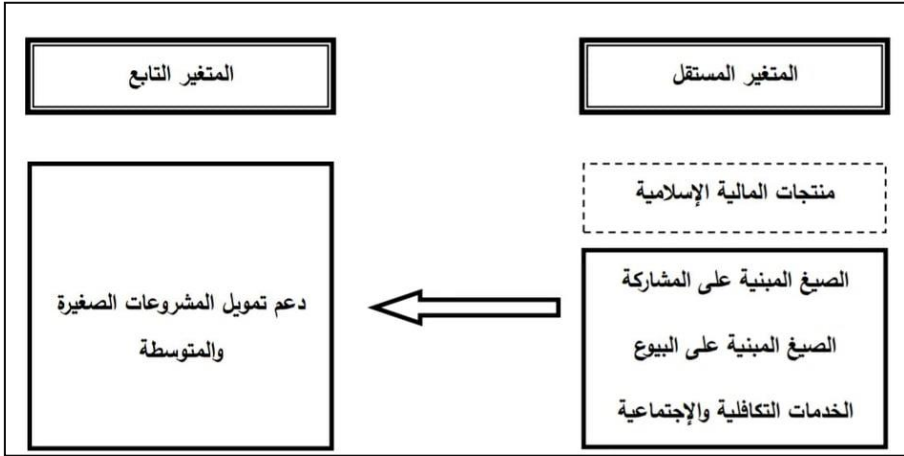 المتغير المستقل
المتغير التابع
منتجات المالية الإسلامية
الصيغ المبنية على المشاركة
الصيغ المبنية على البيوع
الخدمات التكافلية والإجتماعية
دعم تمويل المشروعات الصغيرة
والمتوسطة